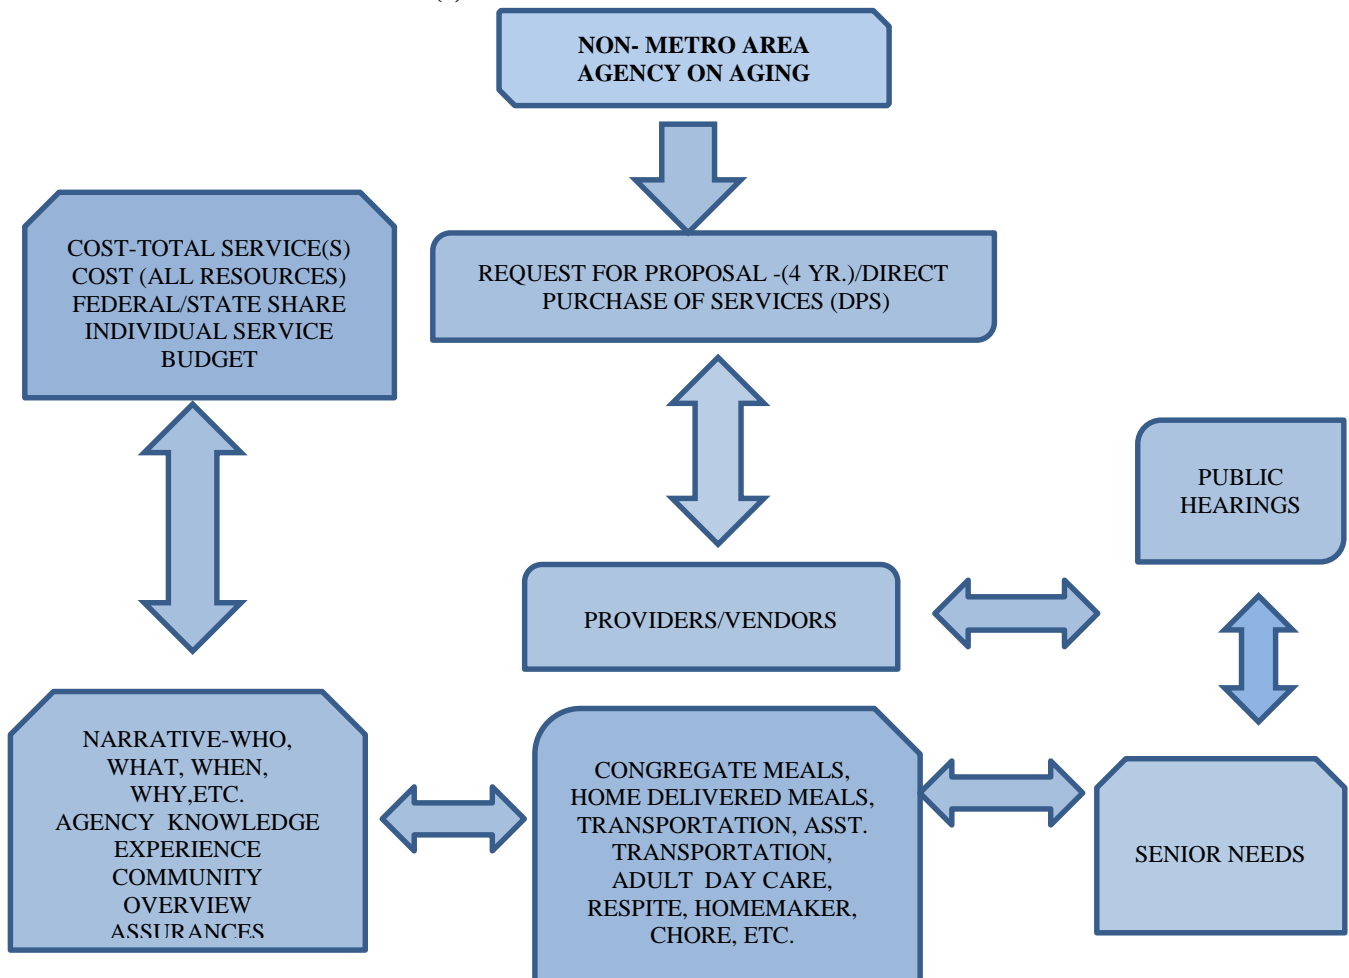 (s)
NON- METRO AREA
AGENCY ON AGING
COST-TOTAL SERVICE(S)
COST (ALL RESOURCES)
FEDERAL/STATE SHARE
INDIVIDUAL SERVICE
BUDGET
REQUEST FOR PROPOSAL -(4 YR.)/DIRECT
PURCHASE OF SERVICES (DPS)
PUBLIC
HEARINGS
PROVIDERS/VENDORS
NARRATIVE-WHO,
WHAT, WHEN,
WHY,ETC.
AGENCY KNOWLEDGE
EXPERIENCE
COMMUNITY
OVERVIEW
ASSURANCES
CONGREGATE MEALS,
HOME DELIVERED MEALS,
TRANSPORTATION, ASST.
TRANSPORTATION,
ADULT DAY CARE,
RESPITE, HOMEMAKER,
CHORE, ETC.
SENIOR NEEDS